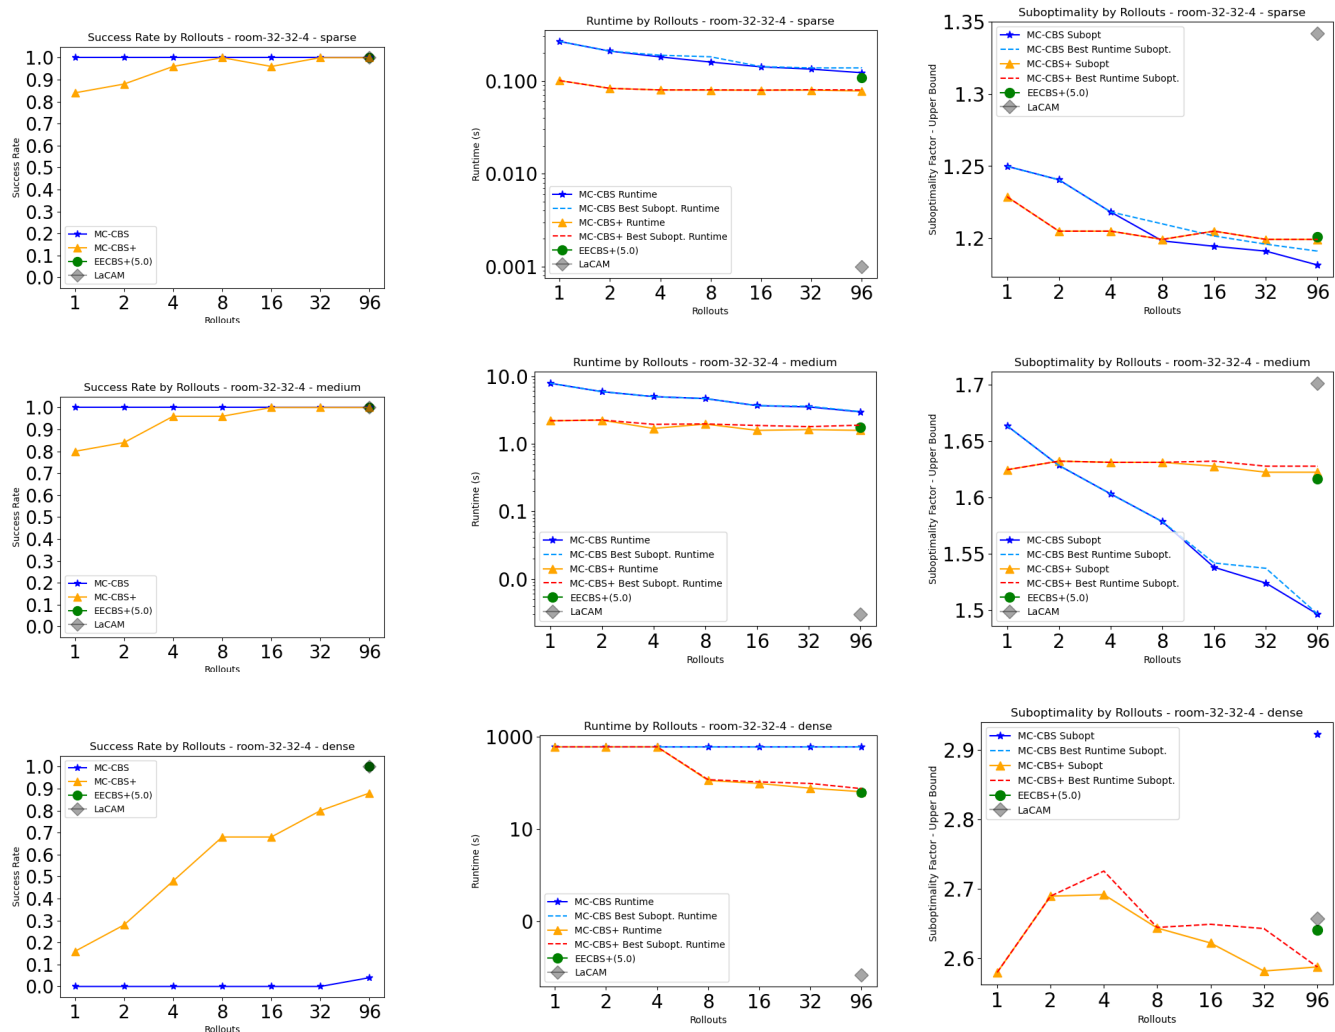 Success Rate by Rollouts - room-32-32-4 - sparse
1.0
0.9
0.8
0.7
0.6
0.5
0.4
0.3
0.2
0.1
0.0
Success Rate
MC-CBS
MC-CBS+
EECBS+(5.0)
LaCAM
1 2 4 8 16 32 96
Rollouts
Runtime by Rollouts - room-32-32-4 - sparse
0.100
0.010
0.001
Runtime (s)
MC-CBS Runtime
MC-CBS Best Subopt. Runtime
MC-CBS+ Runtime
MC-CBS+ Best Subopt. Runtime
EECBS+(5.0)
LaCAM
1 2 4 8 16 32 96
Rollouts
Suboptimality by Rollouts - room-32-32-4 - sparse
1.35
1.3
1.25
1.2
Suboptimality Factor - Upper Bound
MC-CBS Subopt
MC-CBS Best Runtime Subopt.
MC-CBS+ Subopt
MC-CBS+ Best Runtime Subopt.
EECBS+(5.0)
LaCAM
1 2 4 8 16 32 96
Rollouts
Success Rate by Rollouts - room-32-32-4 - medium
1.0
0.9
0.8
0.7
0.6
0.5
0.4
0.3
0.2
0.1
0.0
Success Rate
MC-CBS
MC-CBS+
EECBS+(5.0)
LaCAM
1 2 4 8 16 32 96
Rollouts
Runtime by Rollouts - room-32-32-4 - medium
10.0
1.0
0.1
0.0
Runtime (s)
MC-CBS Runtime
MC-CBS Best Subopt. Runtime
MC-CBS+ Runtime
MC-CBS+ Best Subopt. Runtime
EECBS+(5.0)
LaCAM
1 2 4 8 16 32 96
Rollouts
Suboptimality by Rollouts - room-32-32-4 - medium
1.7
1.65
1.6
1.55
1.5
Suboptimality Factor - Upper Bound
MC-CBS Subopt
MC-CBS Best Runtime Subopt.
MC-CBS+ Subopt
MC-CBS+ Best Runtime Subopt.
EECBS+(5.0)
LaCAM
1 2 4 8 16 32 96
Rollouts
Success Rate by Rollouts - room-32-32-4 - dense
1.0
0.9
0.8
0.7
0.6
0.5
0.4
0.3
0.2
0.1
0.0
Success Rate
MC-CBS
MC-CBS+
EECBS+(5.0)
LaCAM
1 2 4 8 16 32 96
Rollouts
Runtime by Rollouts - room-32-32-4 - dense
1000
10
0
Runtime (s)
MC-CBS Runtime
MC-CBS Best Subopt. Runtime
MC-CBS+ Runtime
MC-CBS+ Best Subopt. Runtime
EECBS+(5.0)
LaCAM
1 2 4 8 16 32 96
Rollouts
Suboptimality by Rollouts - room-32-32-4 - dense
2.9
2.8
2.7
2.6
Suboptimality Factor - Upper Bound
MC-CBS Subopt
MC-CBS Best Runtime Subopt.
MC-CBS+ Subopt
MC-CBS+ Best Runtime Subopt.
EECBS+(5.0)
LaCAM
1 2 4 8 16 32 96
Rollouts